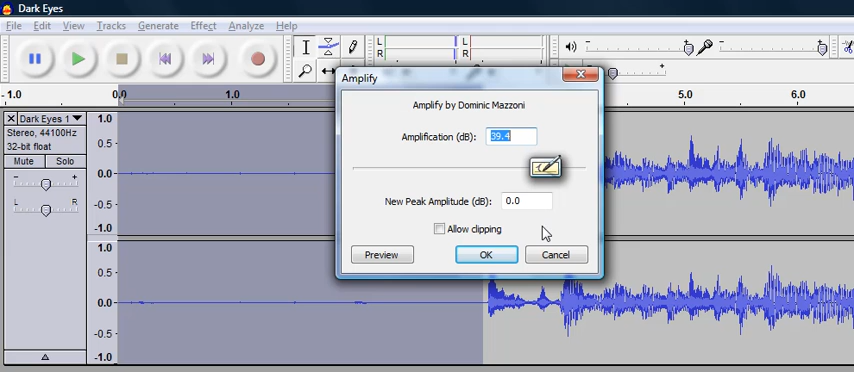 Dark Eyes
File Edit View Tracks Generate Effect Analyze Help
L
R
L
R
- 1.0 0.0 1.0 5.0 6.0
Amplify
Amplify by Dominic Mazzoni
Amplification (dB): 39.4
New Peak Amplitude (dB): 0.0
Allow clipping
Preview OK Cancel
X Dark Eyes 1
Stereo, 44100Hz
32-bit float
Mute Solo
- +
L R
1.0
0.5
0.0
-0.5
-1.0
1.0
0.5
0.0
-0.5
-1.0